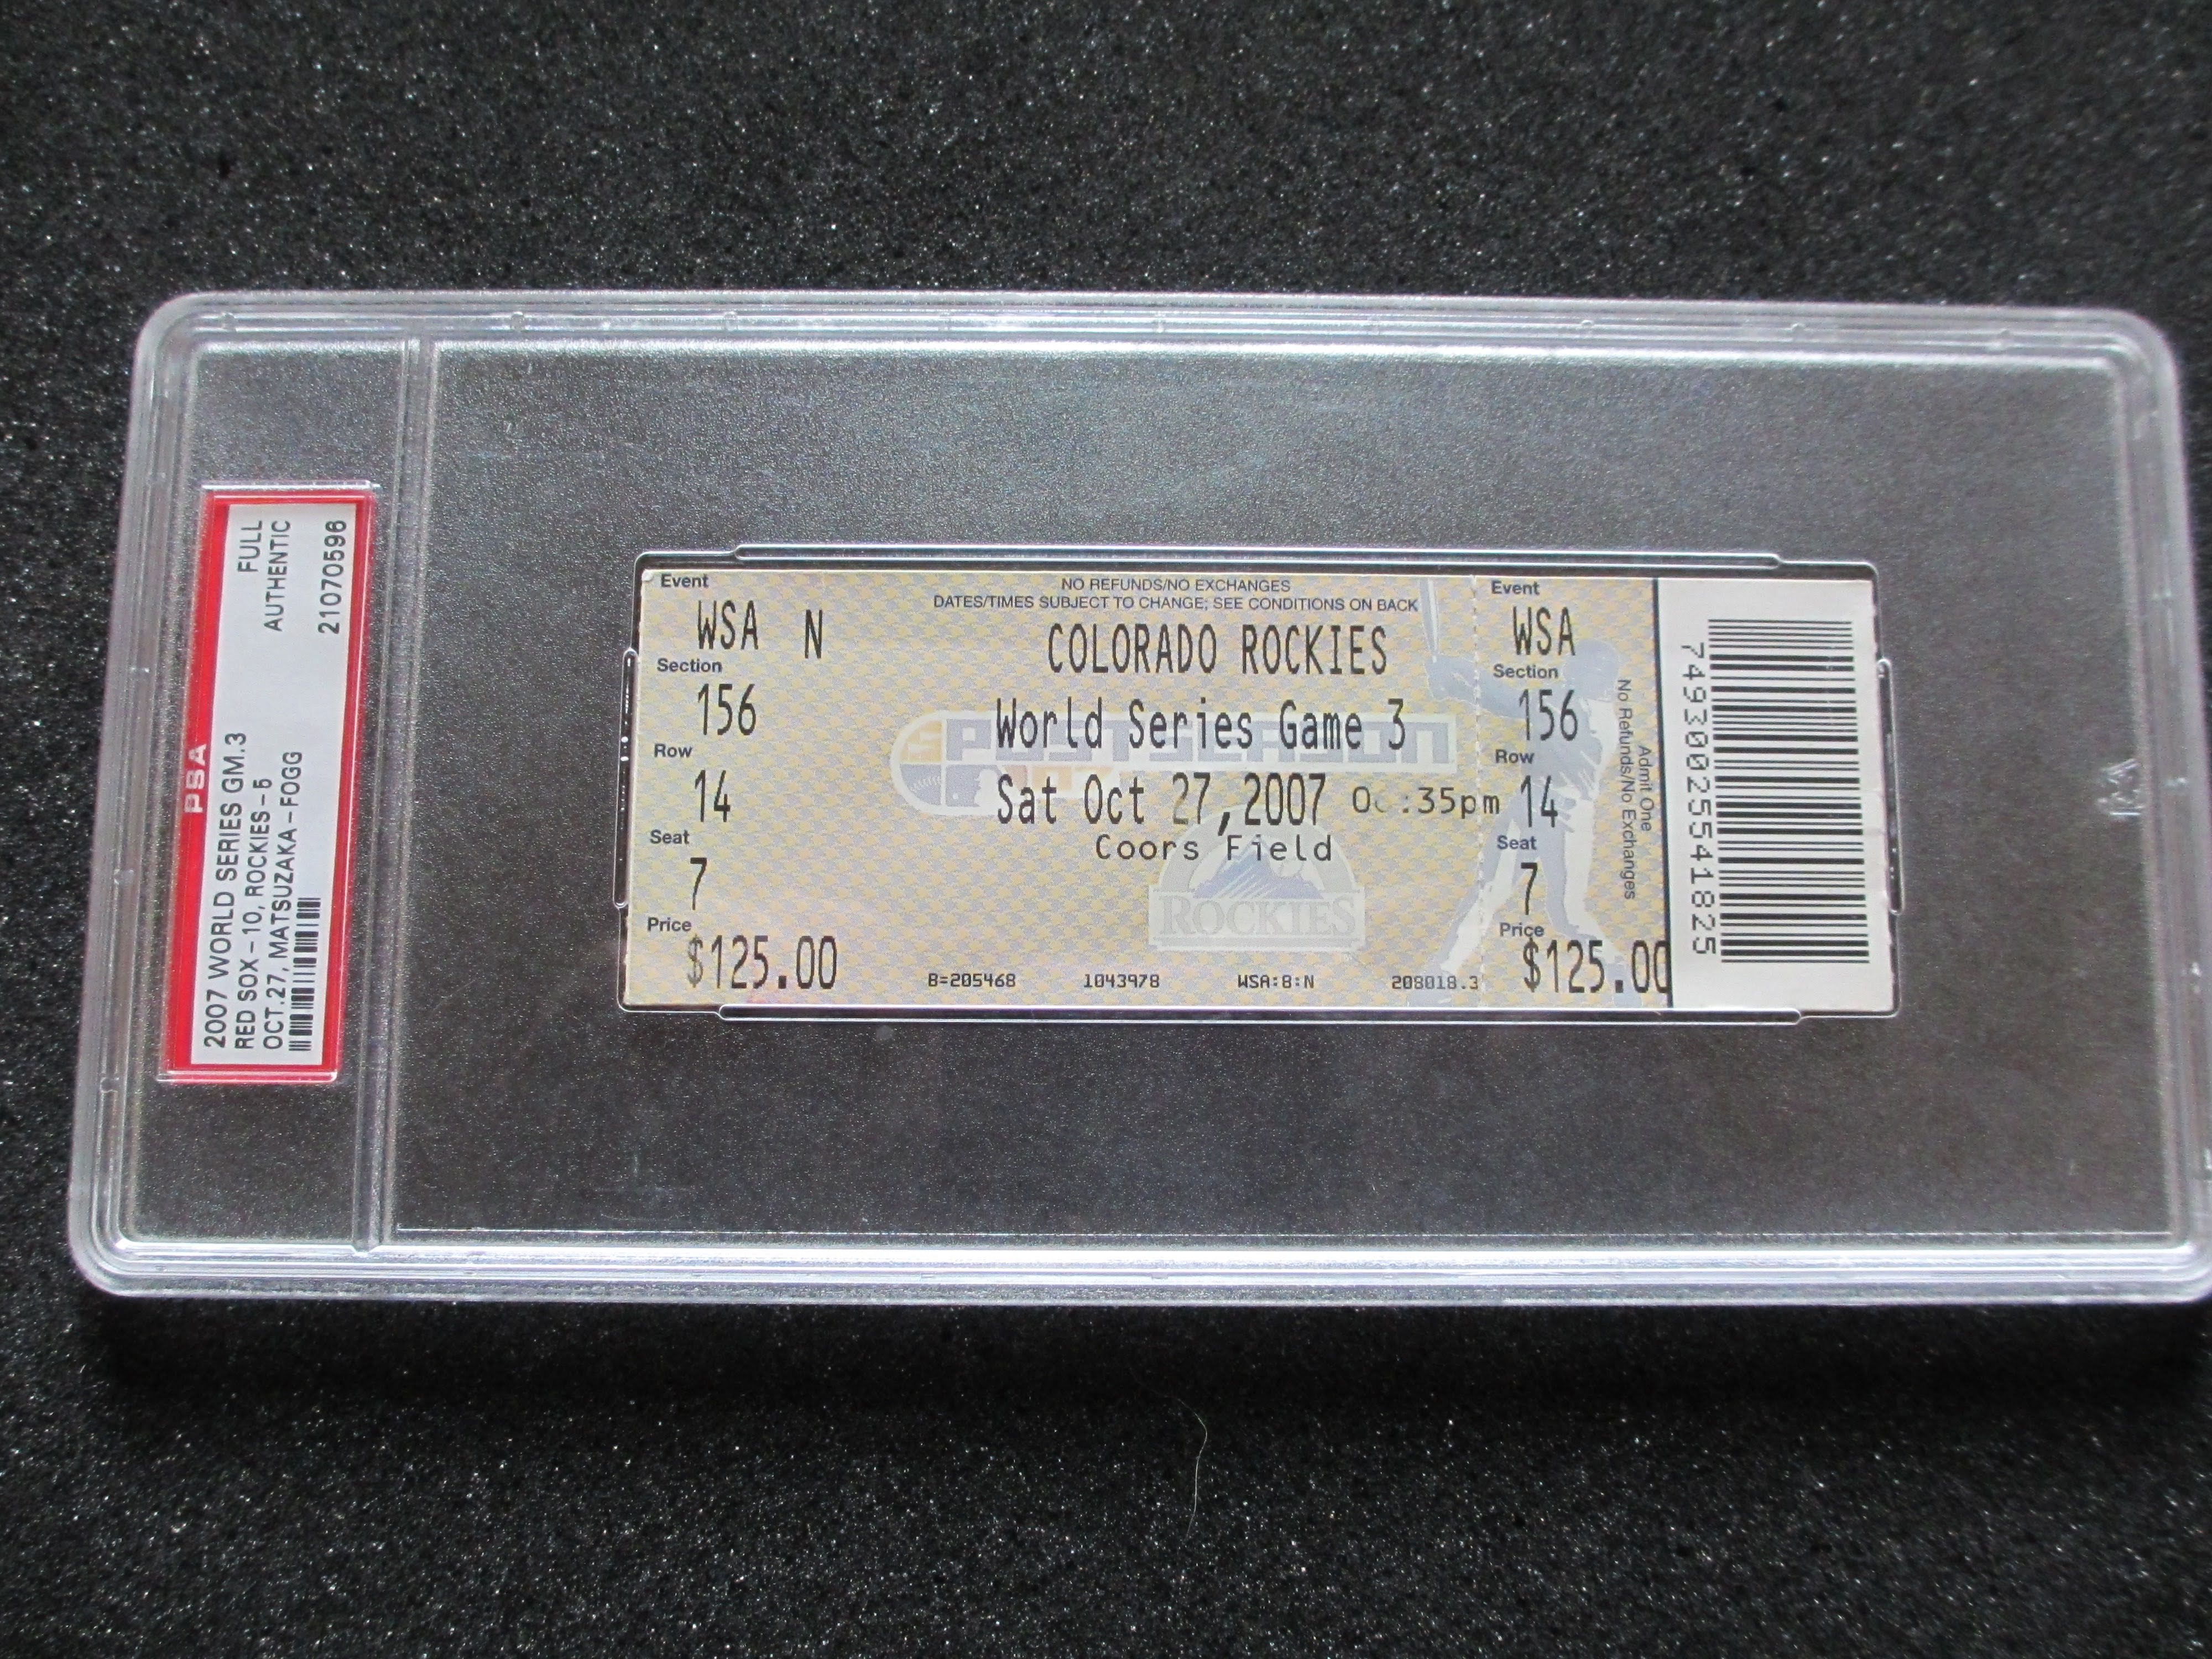 PSA
2007 WORLD SERIES GM.3
FULL
RED SOX-10, ROCKIES-5
AUTHENTIC
OCT.27, MATSUZAKA-FOGG
21070596
Event
WSA N
Section
156
Row
14
Seat
7
Price
$125.00
NO REFUNDS/NO EXCHANGES
DATES/TIMES SUBJECT TO CHANGE; SEE CONDITIONS ON BACK
COLORADO ROCKIES
World Series Game 3
POSTSEASON
Sat Oct 27,2007
Coors Field
ROCKIES
B=205468 1043978 WSA:8:N 208018.3
Event
WSA
Section
156
Row
14
Seat
7
Price
$125.00
Admit One
No Refunds/No Exchanges
74930025541825